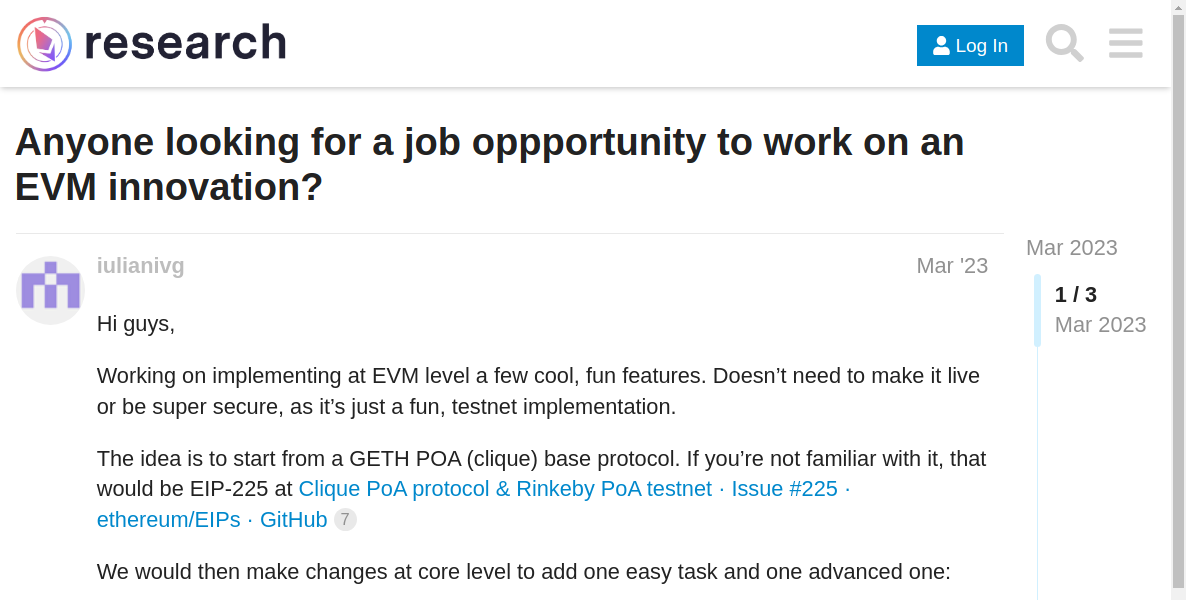 research
Log In
Anyone looking for a job oppportunity to work on an
EVM innovation?
Mar 2023
iulianivg
Mar '23
1 / 3
Mar 2023
Hi guys,
Working on implementing at EVM level a few cool, fun features. Doesn’t need to make it live
or be super secure, as it’s just a fun, testnet implementation.
The idea is to start from a GETH POA (clique) base protocol. If you’re not familiar with it, that
would be EIP-225 at Clique PoA protocol & Rinkeby PoA testnet · Issue #225 ·
ethereum/EIPs · GitHub 7
We would then make changes at core level to add one easy task and one advanced one: